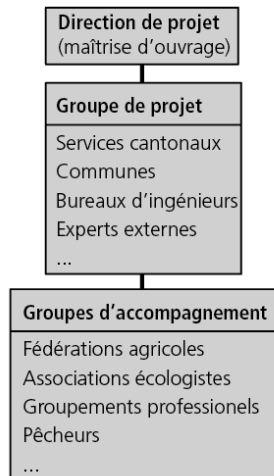 Direction de projet
(maîtrise d'ouvrage)
Groupe de projet
Services cantonaux
Communes
Bureaux d'ingénieurs
Experts externes
...
Groupes d'accompagnement
Fédérations agricoles
Associations écologistes
Groupements professionels
Pêcheurs
...